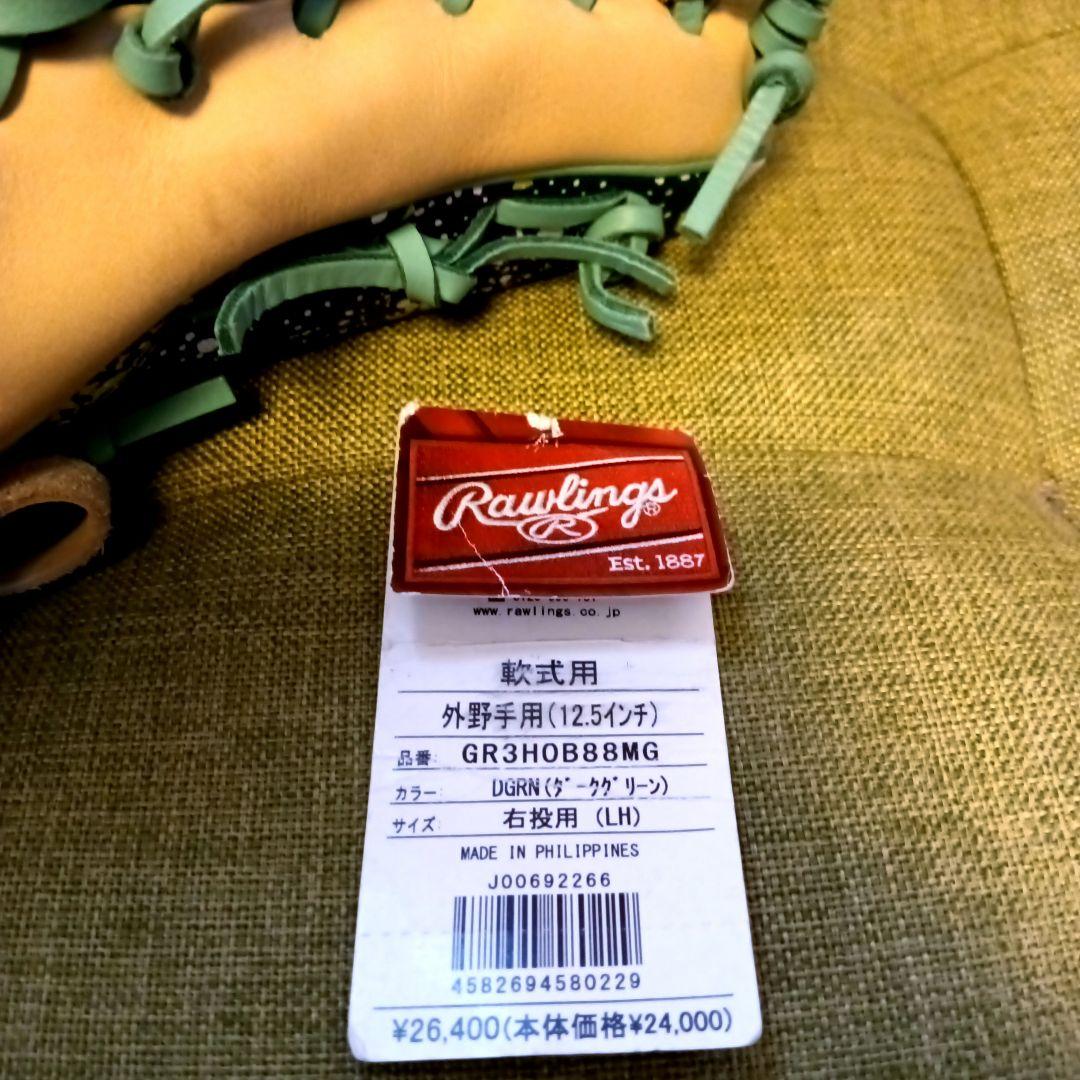 Rawlings®
R
Est. 1887
www.rawlings.co.jp
軟式用
外野手用(12.5インチ)
品番: GR3HOB88MG
カラー: DGRN(ダークグリーン)
サイズ: 右投用 (LH)
MADE IN PHILIPPINES
J00692266
4582694580229
¥26,400(本体価格¥24,000)